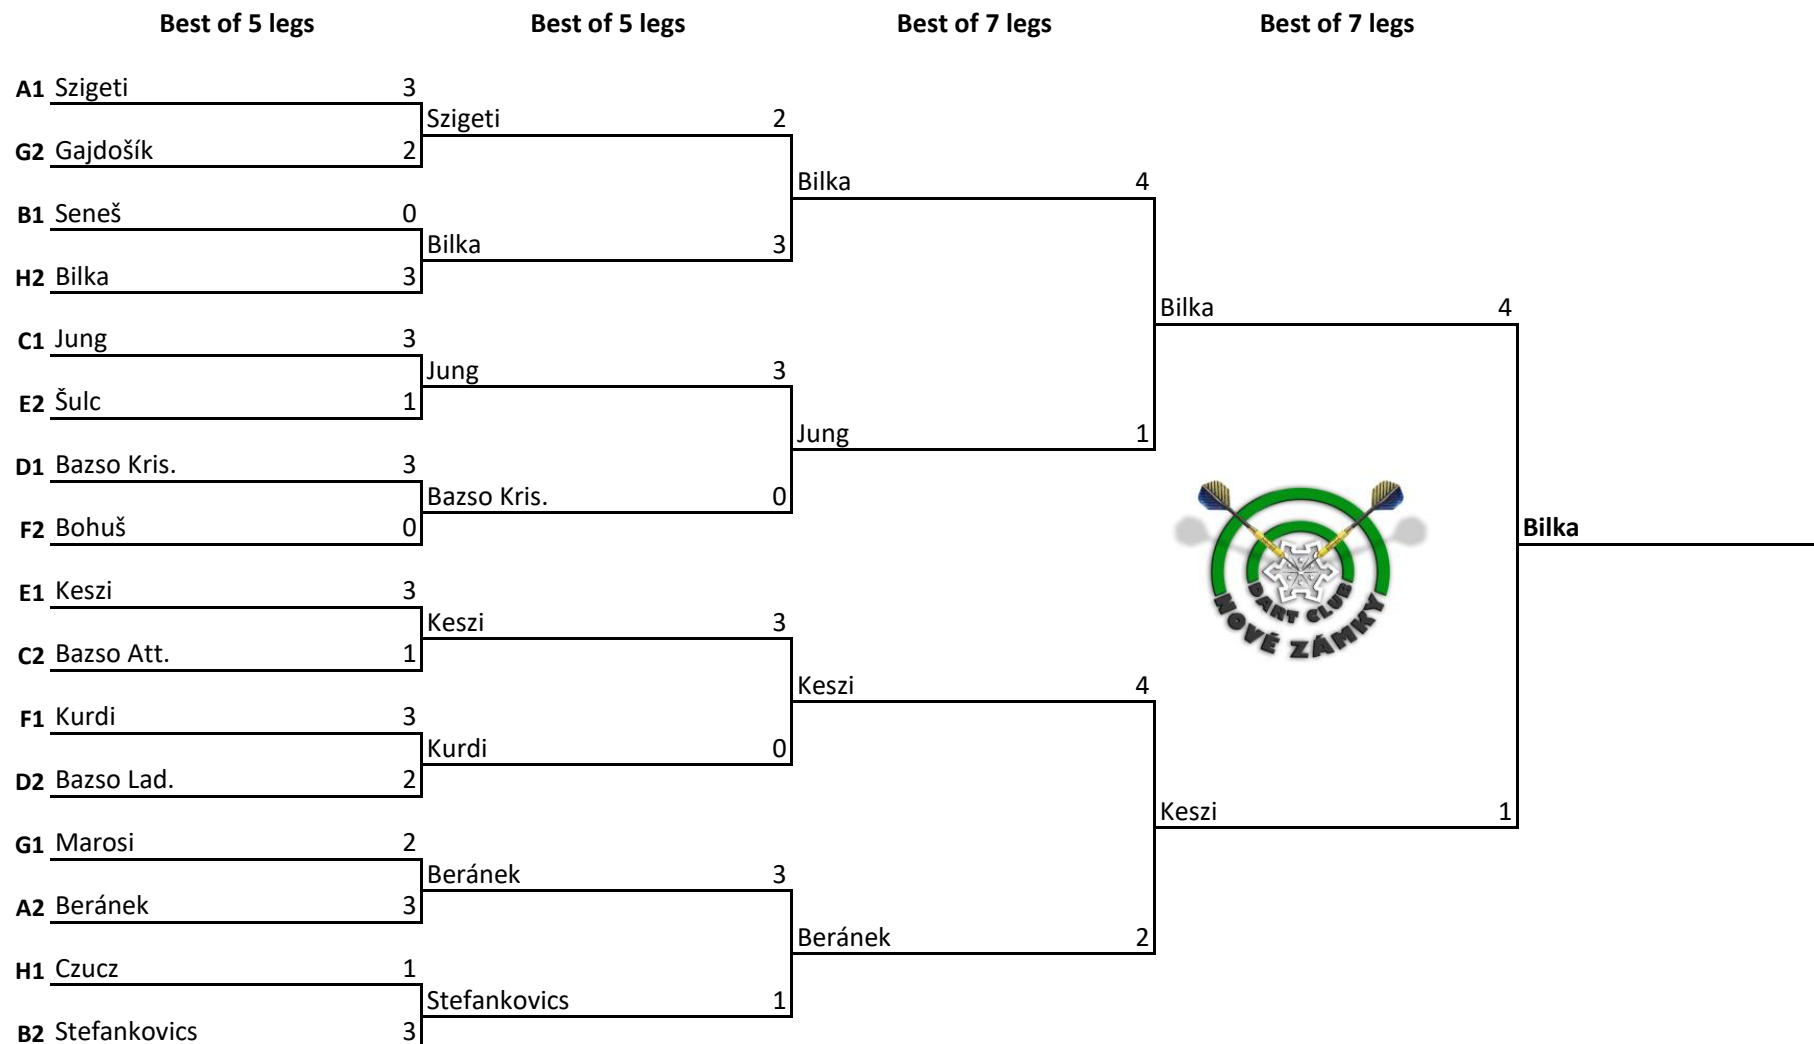 Best of 5 legs Best of 5 legs Best of 7 legs Best of 7 legs
A1 Szigeti 3
Szigeti 2
G2 Gajdošík 2
Bilka 4
B1 Seneš 0
Bilka 3
H2 Bilka 3
Bilka 4
C1 Jung 3
Jung 3
E2 Šulc 1
Jung 1
D1 Bazso Kris. 3
Bazso Kris. 0
F2 Bohuš 0
Bilka
E1 Keszi 3
DART CLUB
NOVÉ ZÁMKY
Keszi 3
C2 Bazso Att. 1
Keszi 4
F1 Kurdi 3
Kurdi 0
D2 Bazso Lad. 2
Keszi 1
G1 Marosi 2
Beránek 3
A2 Beránek 3
Beránek 2
H1 Czucz 1
Stefankovics 1
B2 Stefankovics 3